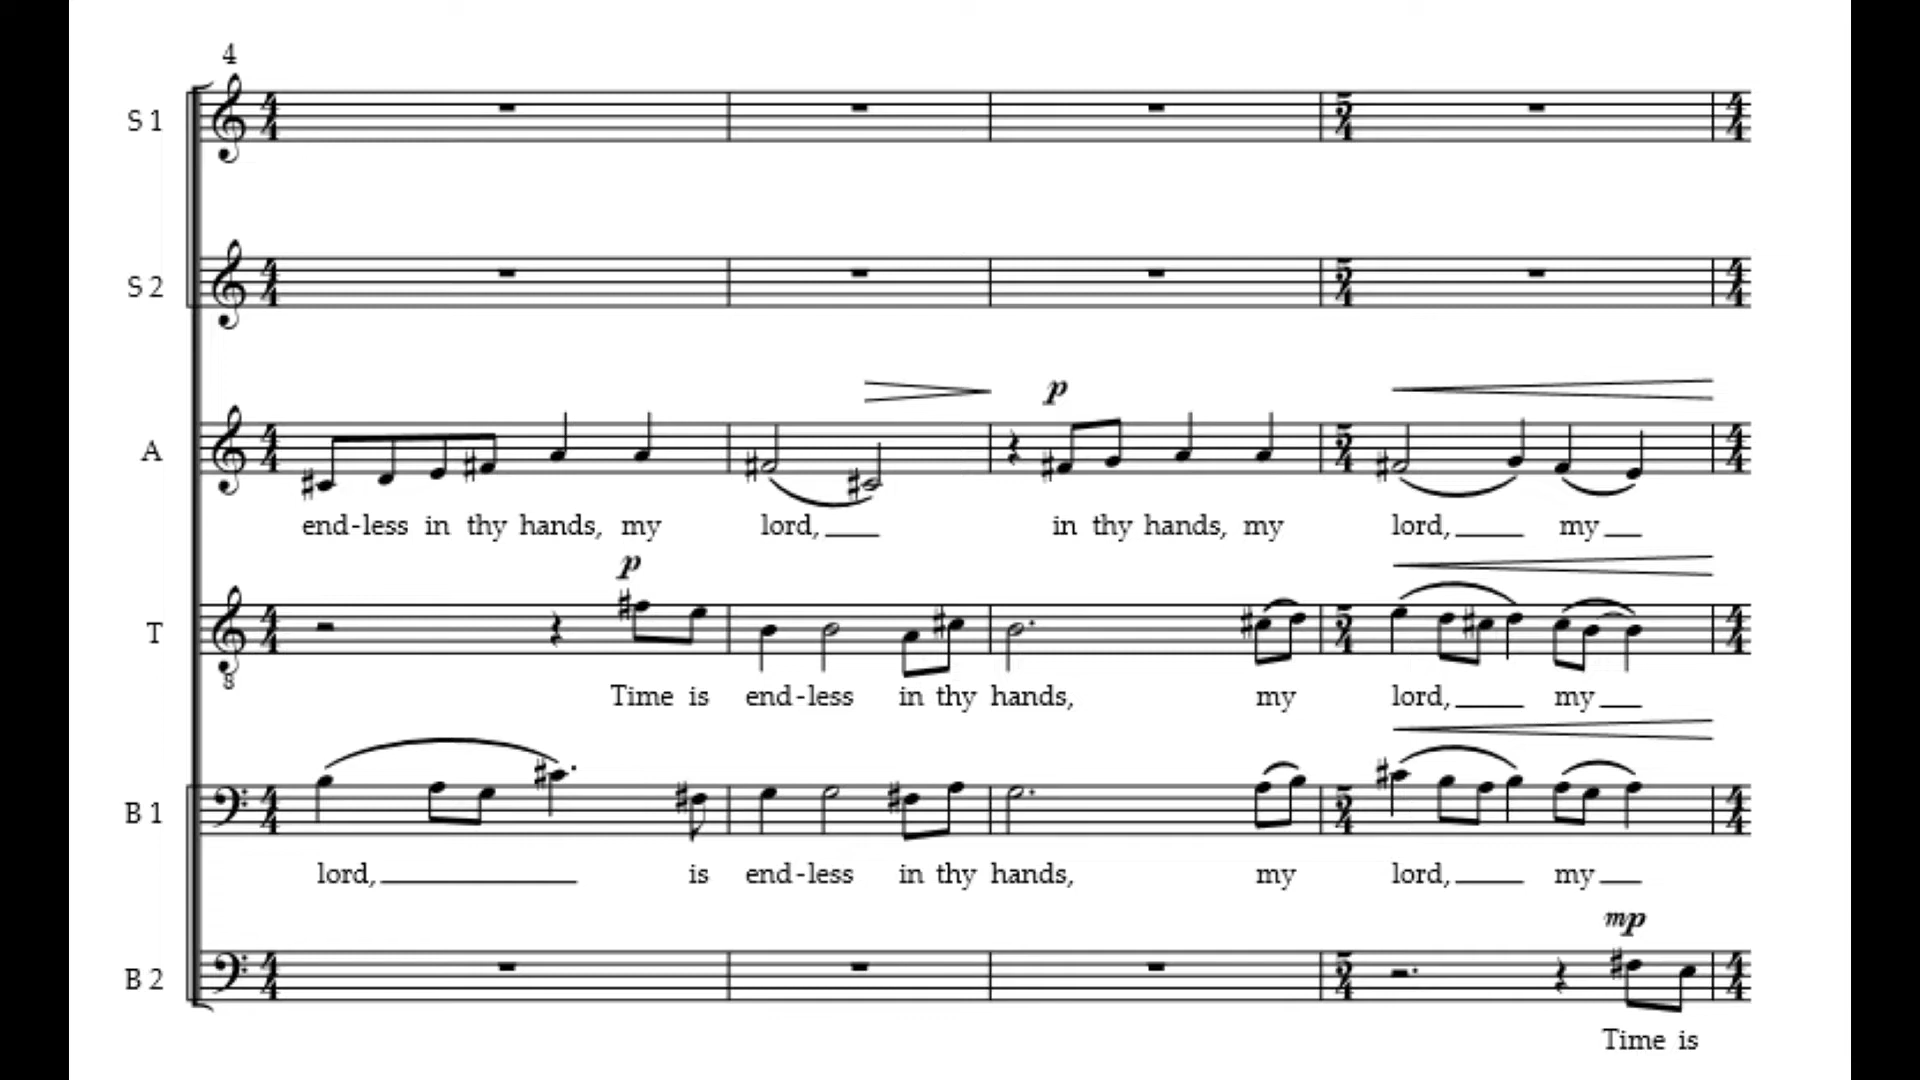 4
S 1
S 2
p
A
end-less in thy hands, my lord, in thy hands, my lord, my
p
T
8
Time is end-less in thy hands, my lord, my
B 1
lord, is end-less in thy hands, my lord, my
mp
B 2
Time is